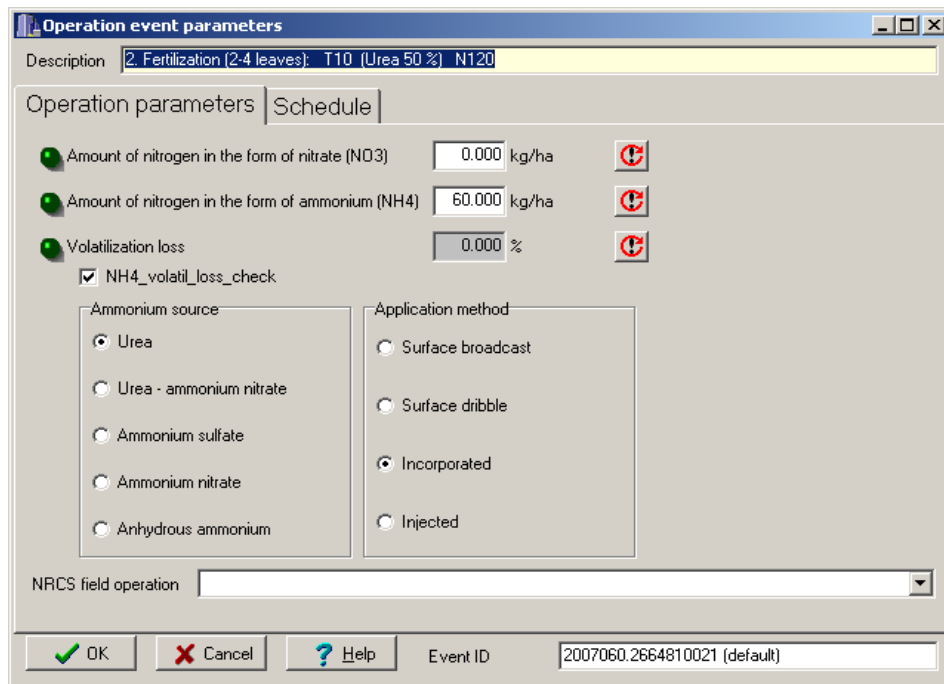 Operation event parameters
Description 2. Fertilization (2-4 leaves): T10 (Urea 50 %) N120
Operation parameters Schedule
Amount of nitrogen in the form of nitrate (NO3) 0.000 kg/ha
Amount of nitrogen in the form of ammonium (NH4) 60.000 kg/ha
Volatilization loss 0.000 %
NH4_volatil_loss_check
Ammonium source
Urea
Urea - ammonium nitrate
Ammonium sulfate
Ammonium nitrate
Anhydrous ammonium
Application method
Surface broadcast
Surface dribble
Incorporated
Injected
NRCS field operation
OK Cancel Help Event ID 2007060.2664810021 (default)